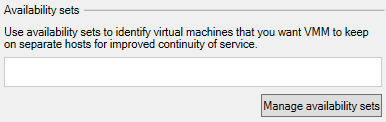 Availability sets
Use availability sets to identify virtual machines that you want VMM to keep
on separate hosts for improved continuity of service.
Manage availability sets